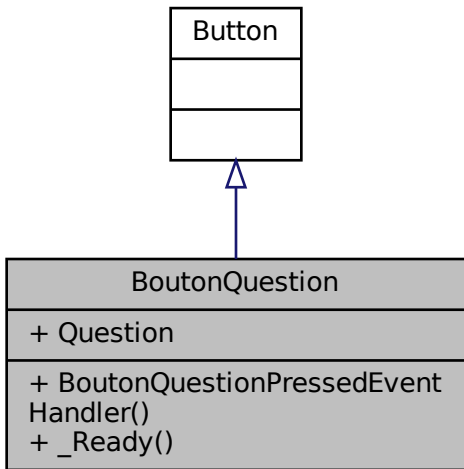 Button
BoutonQuestion
+ Question
+ BoutonQuestionPressedEvent
Handler()
+ _Ready()